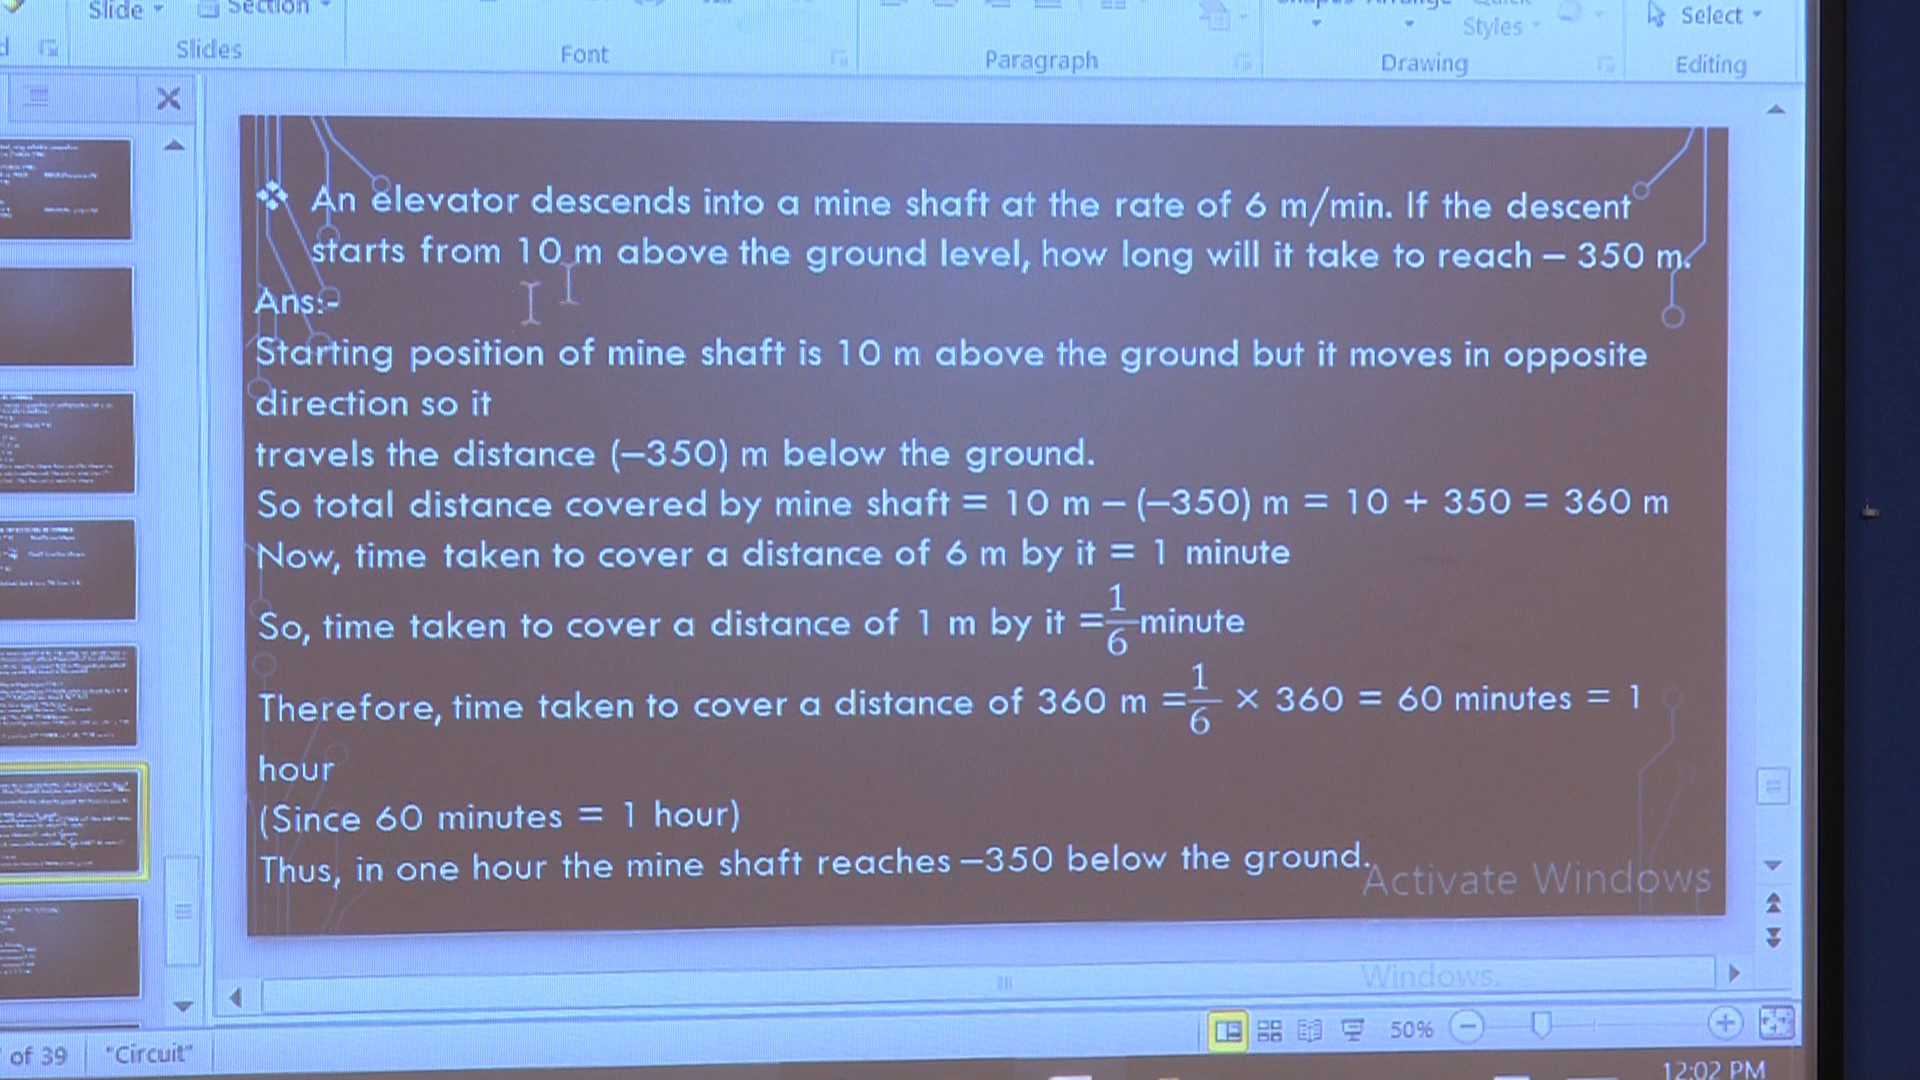 Slide
Section
Slides
Font
Paragraph
Drawing
Styles
Select
Editing
❖ An elevator descends into a mine shaft at the rate of 6 m/min. If the descent
starts from 10 m above the ground level, how long will it take to reach – 350 m.
Ans:-
Starting position of mine shaft is 10 m above the ground but it moves in opposite
direction so it
travels the distance (–350) m below the ground.
So total distance covered by mine shaft = 10 m – (–350) m = 10 + 350 = 360 m
Now, time taken to cover a distance of 6 m by it = 1 minute
So, time taken to cover a distance of 1 m by it = 1/6 minute
Therefore, time taken to cover a distance of 360 m = 1/6 × 360 = 60 minutes = 1
hour
(Since 60 minutes = 1 hour)
Thus, in one hour the mine shaft reaches –350 below the ground.
Activate Windows
Windows.
of 39
"Circuit"
50%
12:02 PM